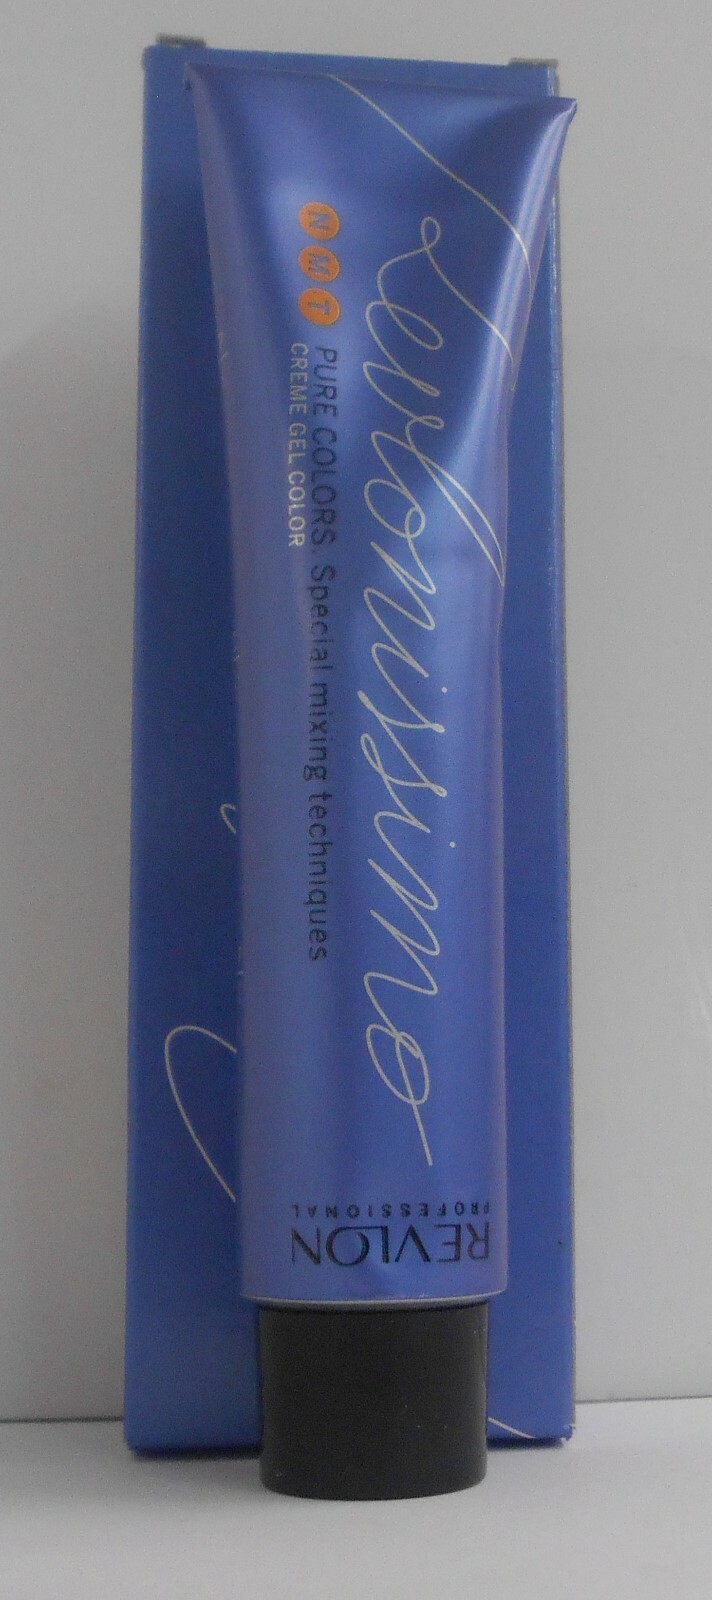 Revlonissimo
NMT
PURE COLORS. Special mixing techniques
CREME GEL COLOR
REVLON
PROFESSIONAL